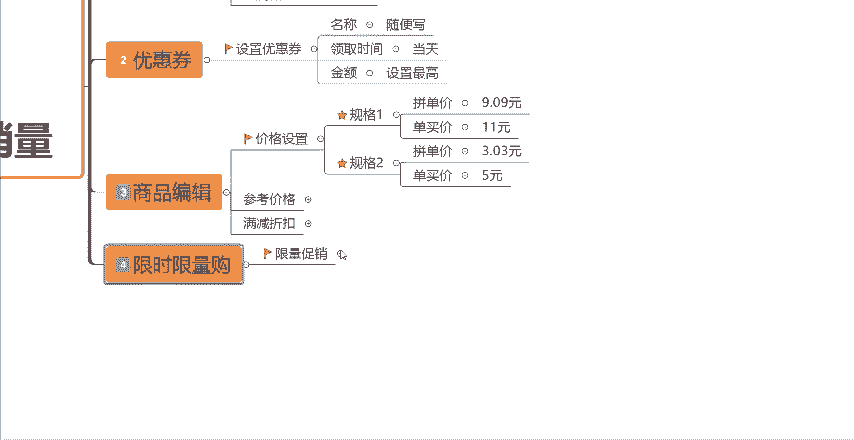 销量
2 优惠券
设置优惠券
名称 随便写
领取时间 当天
金额 设置最高
3 商品编辑
价格设置
规格1
拼单价 9.09元
单买价 11元
规格2
拼单价 3.03元
单买价 5元
参考价格
满减折扣
4 限时限量购
限量促销